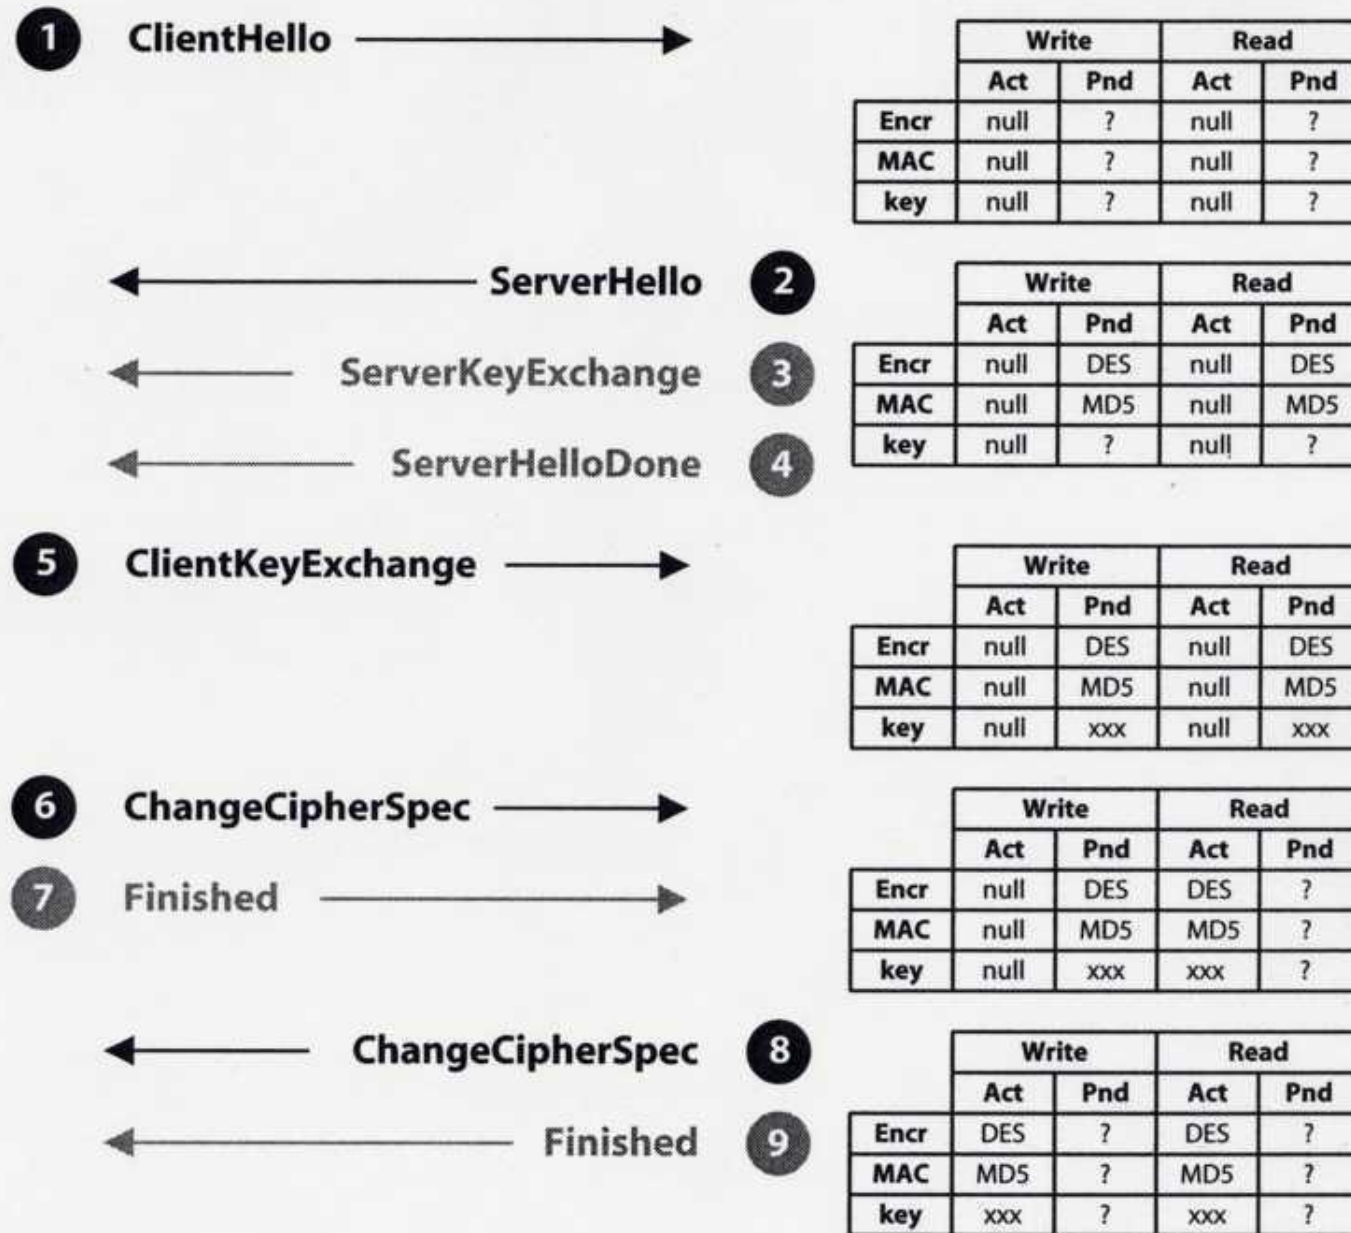 1 ClientHello
Write Read
Act Pnd Act Pnd
Encr null ? null ?
MAC null ? null ?
key null ? null ?
ServerHello 2
ServerKeyExchange 3
ServerHelloDone 4
Write Read
Act Pnd Act Pnd
Encr null DES null DES
MAC null MD5 null MD5
key null ? null ?
5 ClientKeyExchange
Write Read
Act Pnd Act Pnd
Encr null DES null DES
MAC null MD5 null MD5
key null xxx null xxx
6 ChangeCipherSpec
7 Finished
Write Read
Act Pnd Act Pnd
Encr null DES DES ?
MAC null MD5 MD5 ?
key null xxx xxx ?
ChangeCipherSpec 8
Finished 9
Write Read
Act Pnd Act Pnd
Encr DES ? DES ?
MAC MD5 ? MD5 ?
key xxx ? xxx ?